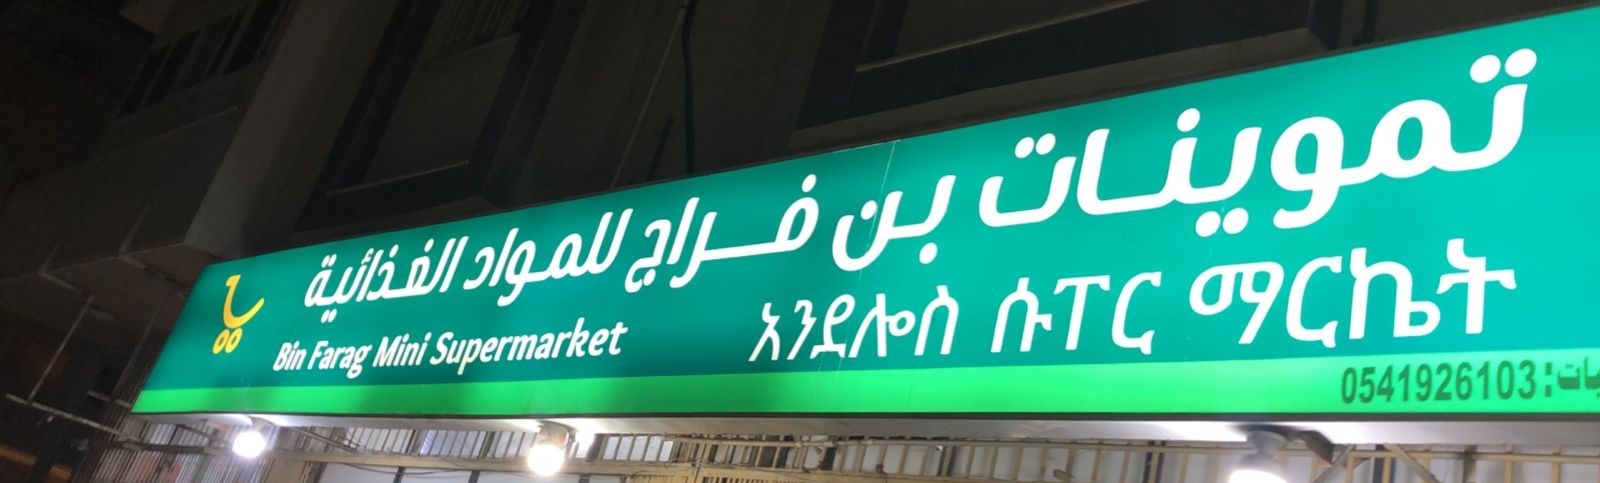 تموينات بن فراج للمواد الغذائية
Bin Farag Mini Supermarket
አንደሎስ ሱፐር ማርኬት
0541926103